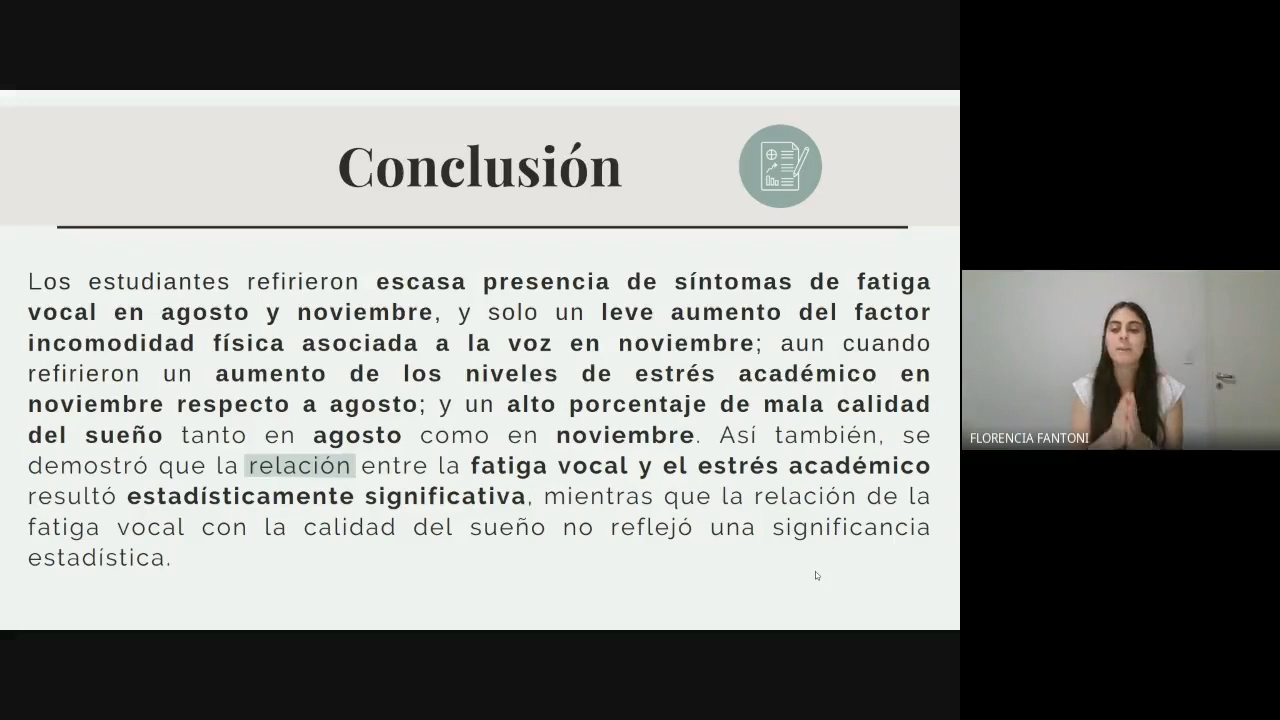 Conclusión
Los estudiantes refirieron escasa presencia de síntomas de fatiga
vocal en agosto y noviembre, y solo un leve aumento del factor
incomodidad física asociada a la voz en noviembre; aun cuando
refirieron un aumento de los niveles de estrés académico en
noviembre respecto a agosto; y un alto porcentaje de mala calidad
del sueño tanto en agosto como en noviembre. Así también, se
demostró que la relación entre la fatiga vocal y el estrés académico
resultó estadísticamente significativa, mientras que la relación de la
fatiga vocal con la calidad del sueño no reflejó una significancia
estadística.
FLORENCIA FANTONI